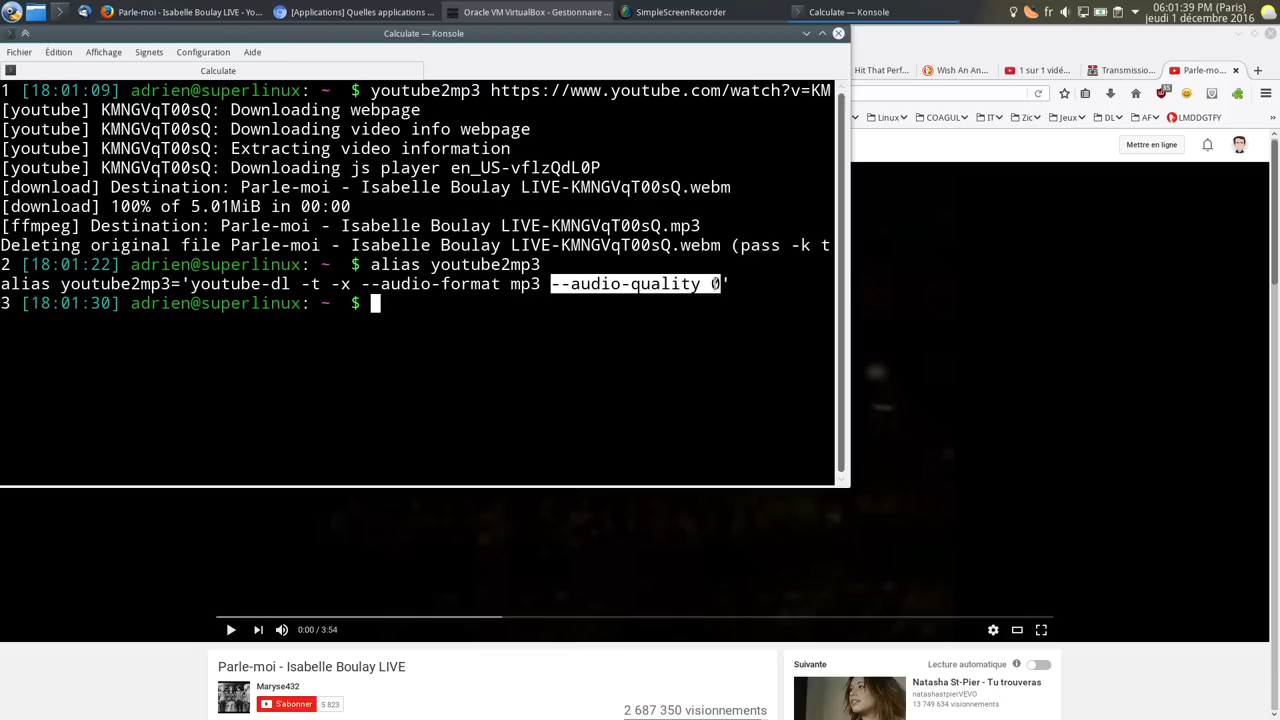 Parle-moi - Isabelle Boulay LIVE - Yo...
[Applications] Quelles applications ...
Oracle VM VirtualBox - Gestionnaire ...
SimpleScreenRecorder
Calculate — Konsole
fr
06:01:39 PM
jeudi 1 décembre 2016
Calculate — Konsole
Fichier Édition Affichage Signets Configuration Aide
Calculate
Hit That Perf...
Wish An An...
1 sur 1 vidé...
Transmissio...
Parle-mo...
35
Linux
COAGUL
IT
Zic
Jeux
DL
AF
LMDDGTFY
Mettre en ligne
1 [18:01:09] adrien@superlinux: ~ $ youtube2mp3 https://www.youtube.com/watch?v=KM
[youtube] KMNGVqT00sQ: Downloading webpage
[youtube] KMNGVqT00sQ: Downloading video info webpage
[youtube] KMNGVqT00sQ: Extracting video information
[youtube] KMNGVqT00sQ: Downloading js player en_US-vflzQdL0P
[download] Destination: Parle-moi - Isabelle Boulay LIVE-KMNGVqT00sQ.webm
[download] 100% of 5.01MiB in 00:00
[ffmpeg] Destination: Parle-moi - Isabelle Boulay LIVE-KMNGVqT00sQ.mp3
Deleting original file Parle-moi - Isabelle Boulay LIVE-KMNGVqT00sQ.webm (pass -k t
2 [18:01:22] adrien@superlinux: ~ $ alias youtube2mp3
alias youtube2mp3='youtube-dl -t -x --audio-format mp3 --audio-quality 0'
3 [18:01:30] adrien@superlinux: ~ $
0:00 / 3:54
Parle-moi - Isabelle Boulay LIVE
Maryse432
S'abonner 5 823
2 687 350 visionnements
Suivante
Lecture automatique
Natasha St-Pier - Tu trouveras
natashastpierVEVO
13 749 634 visionnements